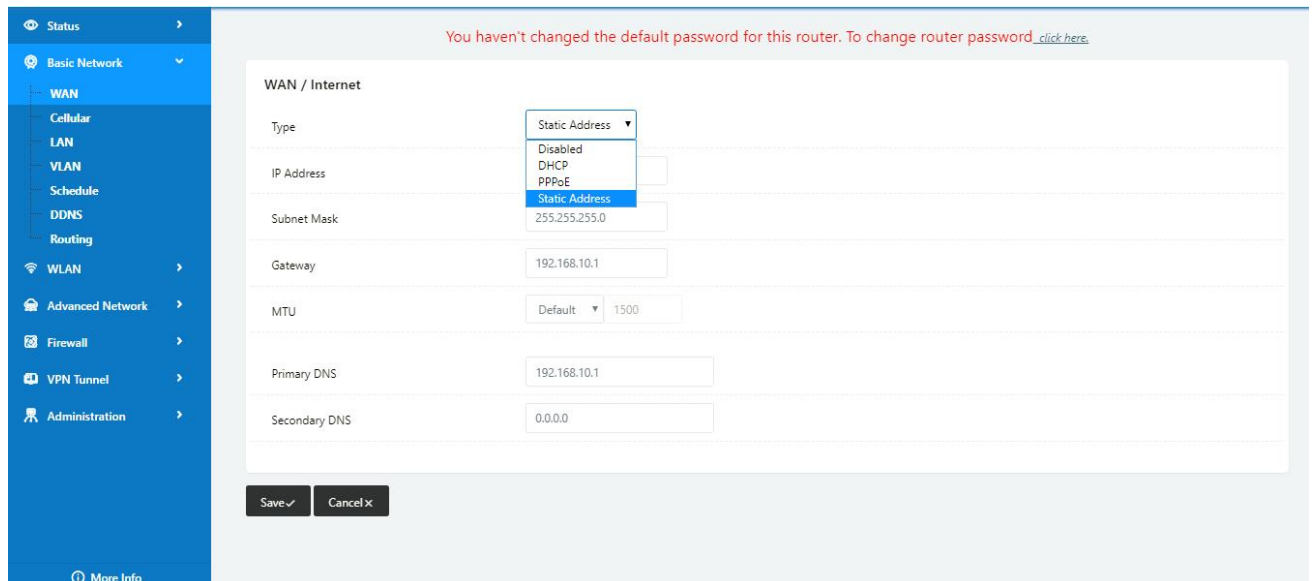 Status
You haven't changed the default password for this router. To change router password click here.
Basic Network
WAN
Cellular
LAN
VLAN
Schedule
DDNS
Routing
WLAN
Advanced Network
Firewall
VPN Tunnel
Administration
More Info
WAN / Internet
Type
Static Address
Disabled
DHCP
PPPoE
Static Address
IP Address
Subnet Mask
255.255.255.0
Gateway
192.168.10.1
MTU
Default 1500
Primary DNS
192.168.10.1
Secondary DNS
0.0.0.0
Save Cancel